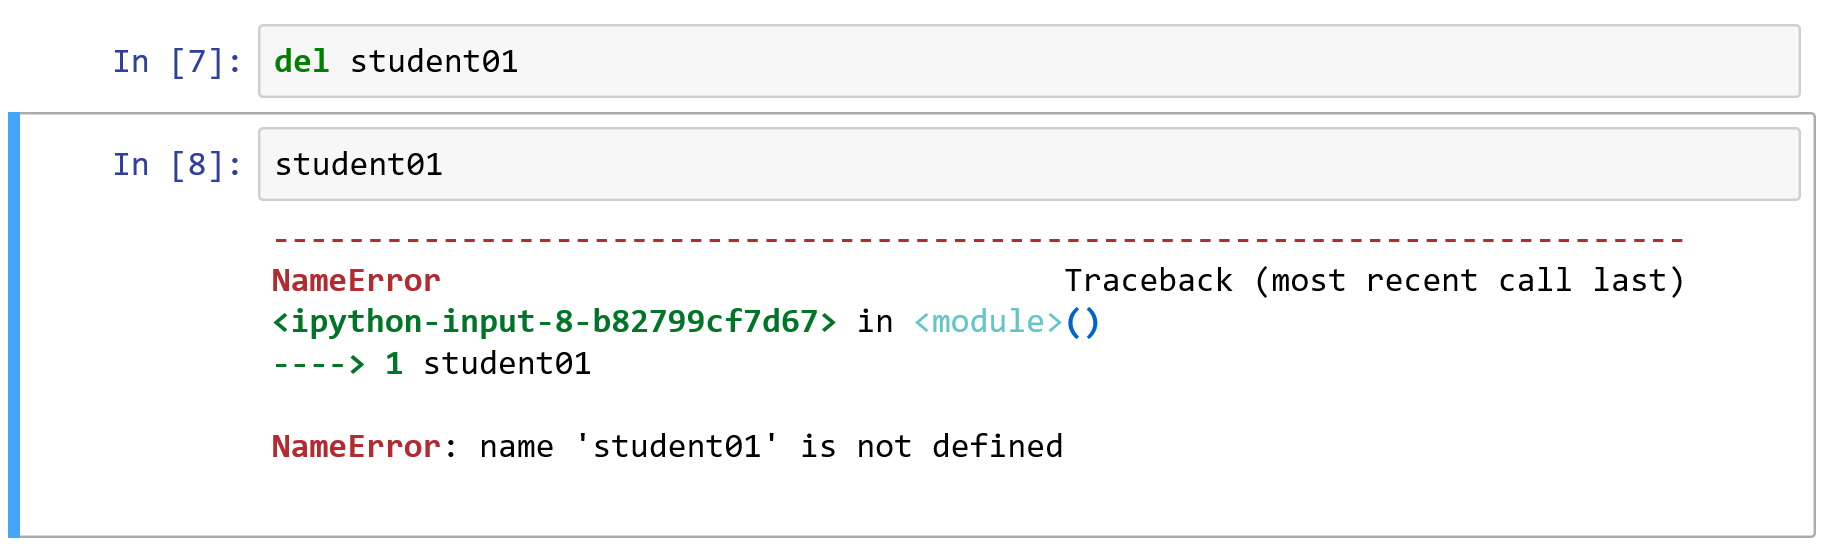 In [7]: del student01
In [8]: student01
---------------------------------------------------------------------------
NameError                                 Traceback (most recent call last)
<ipython-input-8-b82799cf7d67> in <module>()
----> 1 student01
NameError: name 'student01' is not defined